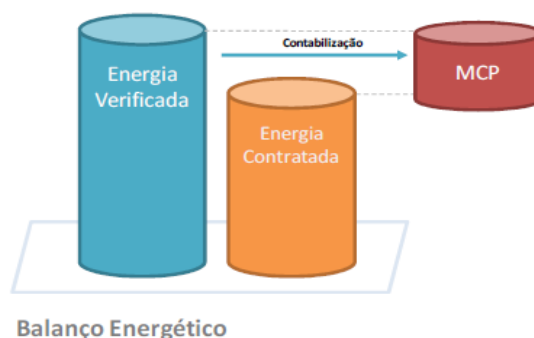 Contabilização
Energia
Verificada
MCP
Energia
Contratada
Balanço Energético